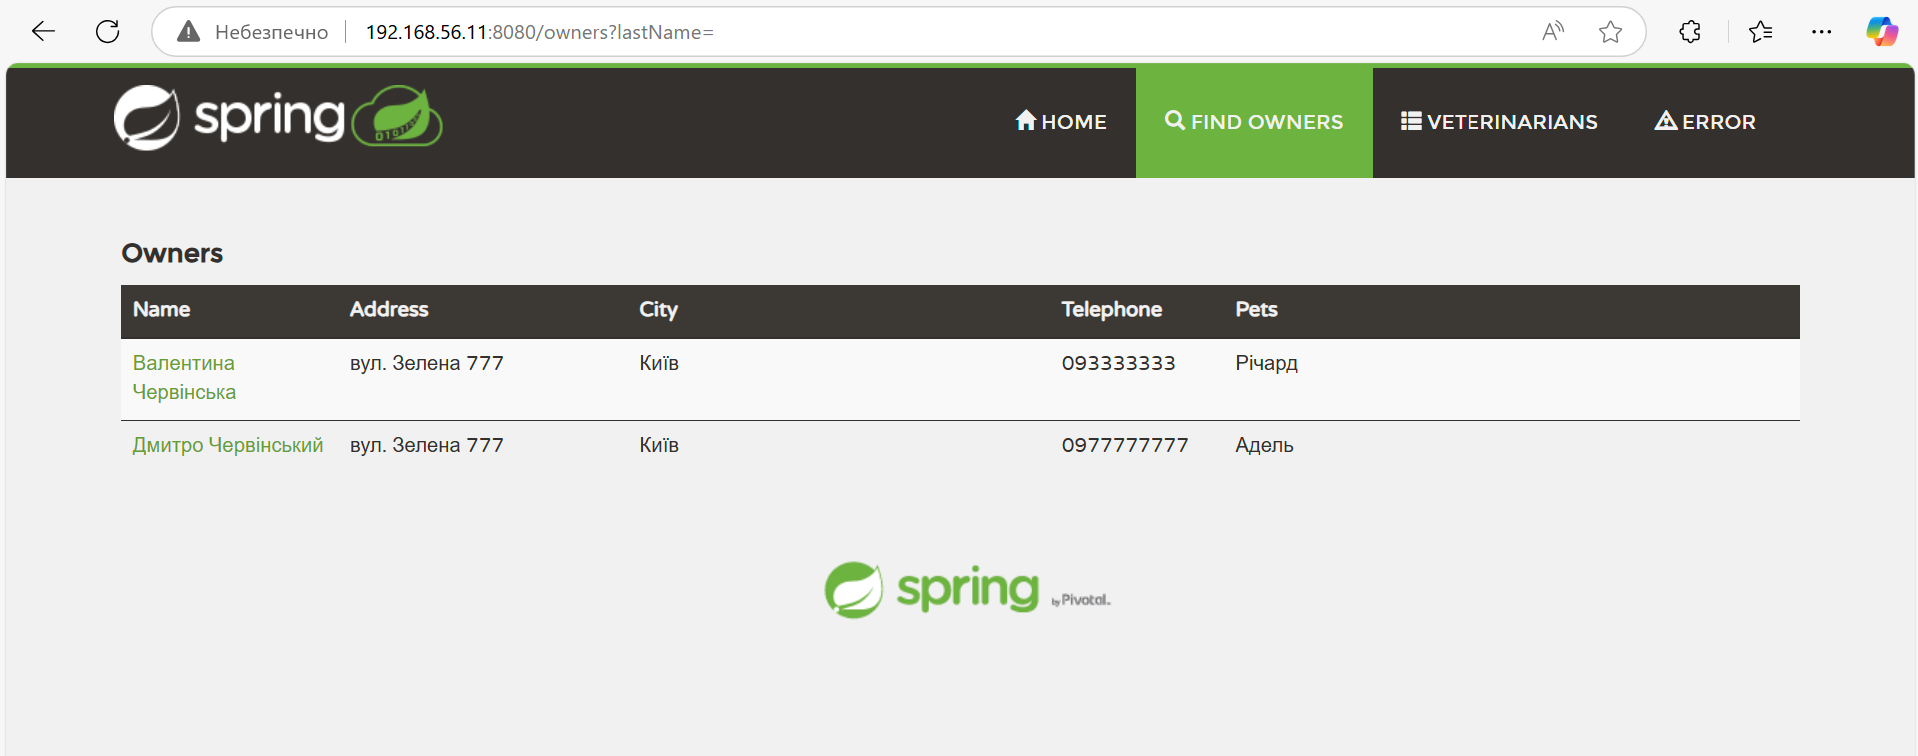 Небезпечно 192.168.56.11:8080/owners?lastName=
spring
HOME FIND OWNERS VETERINARIANS ERROR
Owners
Name Address City Telephone Pets
Валентина Червінська вул. Зелена 777 Київ 093333333 Річард
Дмитро Червінський вул. Зелена 777 Київ 0977777777 Адель
spring by Pivotal